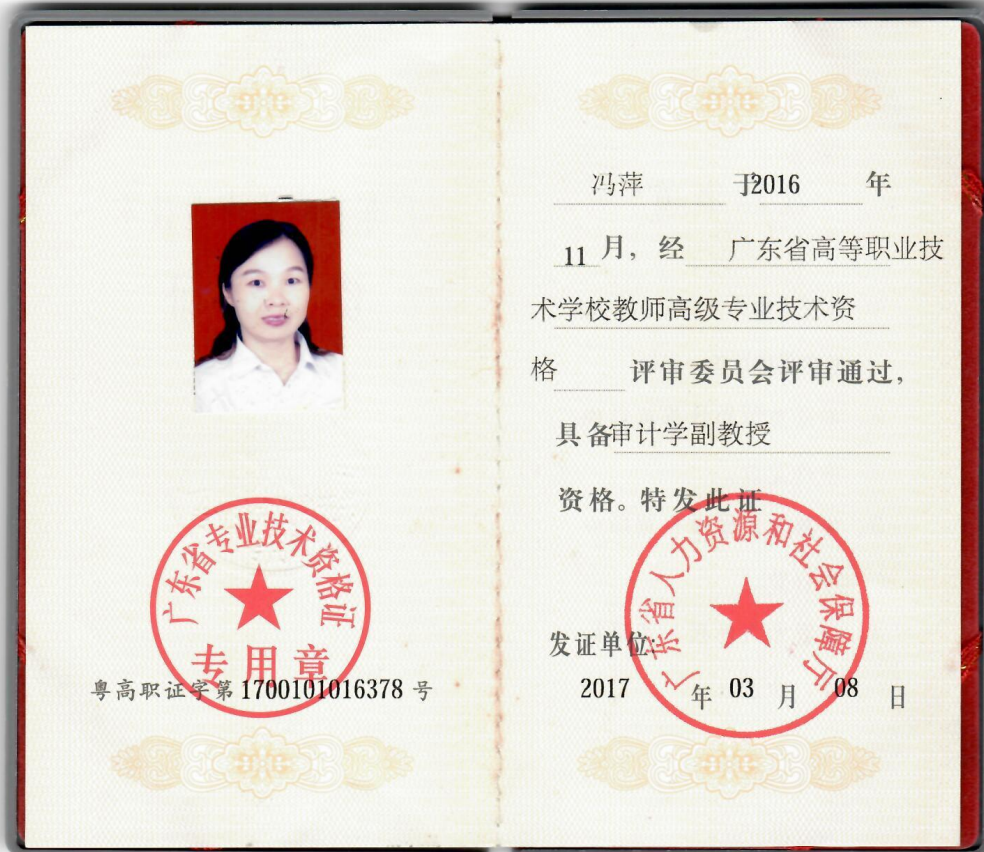 广东省专业技术资格证
专用章
粤高职证字第1700101016378号
冯萍 于2016 年
11月，经 广东省高等职业技
术学校教师高级专业技术资
格 评审委员会评审通过，
具备审计学副教授
资格。特发此证
广东省人力资源和社会保障厅
发证单位：
2017 年 03 月 08 日